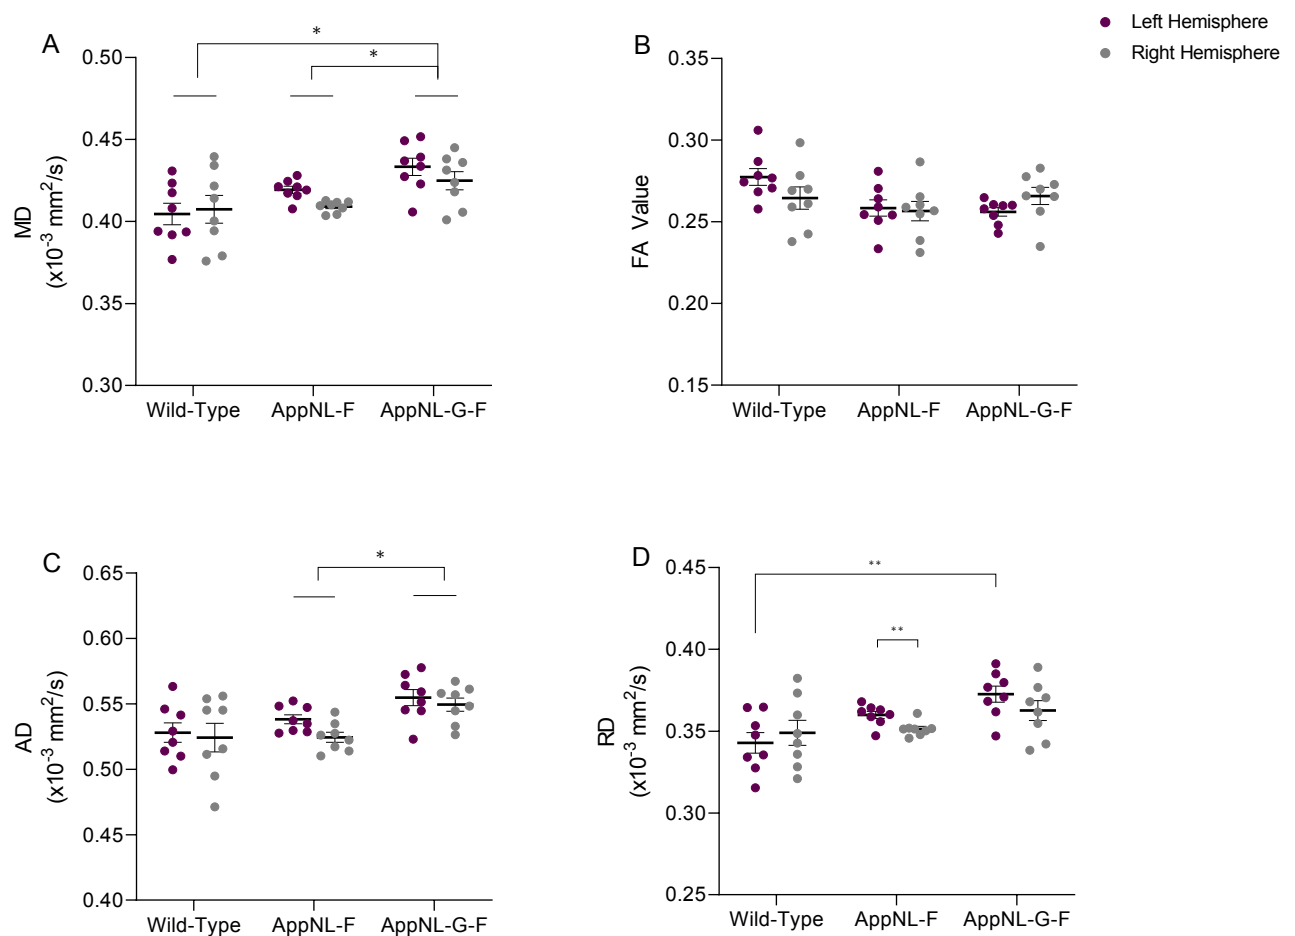 Left Hemisphere
Right Hemisphere
A
*
*
0.50
0.45
0.40
0.35
0.30
MD
(x10⁻³ mm²/s)
Wild-Type AppNL-F AppNL-G-F
B
0.35
0.30
0.25
0.20
0.15
FA Value
Wild-Type AppNL-F AppNL-G-F
C
*
0.65
0.60
0.55
0.50
0.45
0.40
AD
(x10⁻³ mm²/s)
Wild-Type AppNL-F AppNL-G-F
D
**
**
0.45
0.40
0.35
0.30
0.25
RD
(x10⁻³ mm²/s)
Wild-Type AppNL-F AppNL-G-F